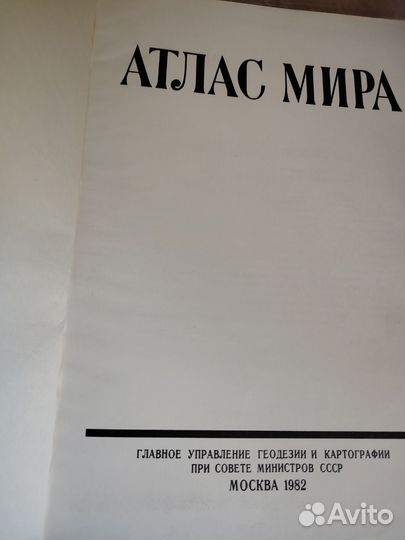 АТЛАС МИРА
ГЛАВНОЕ УПРАВЛЕНИЕ ГЕОДЕЗИИ И КАРТОГРАФИИ
ПРИ СОВЕТЕ МИНИСТРОВ СССР
МОСКВА 1982
Avito